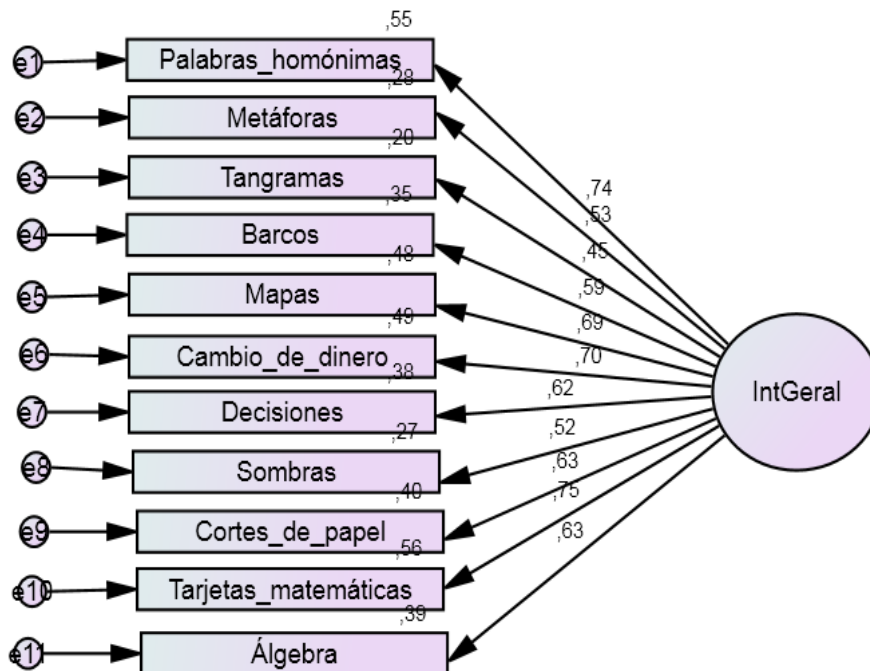 ,55
e1
Palabras_homónimas
,28
e2
Metáforas
,20
e3
Tangramas
,35
e4
Barcos
,48
e5
Mapas
,49
e6
Cambio_de_dinero
,38
e7
Decisiones
,27
e8
Sombras
,40
e9
Cortes_de_papel
,56
e10
Tarjetas_matemáticas
,39
e11
Álgebra
,74
,53
,45
,59
,69
,70
,62
,52
,63
,75
,63
IntGeral